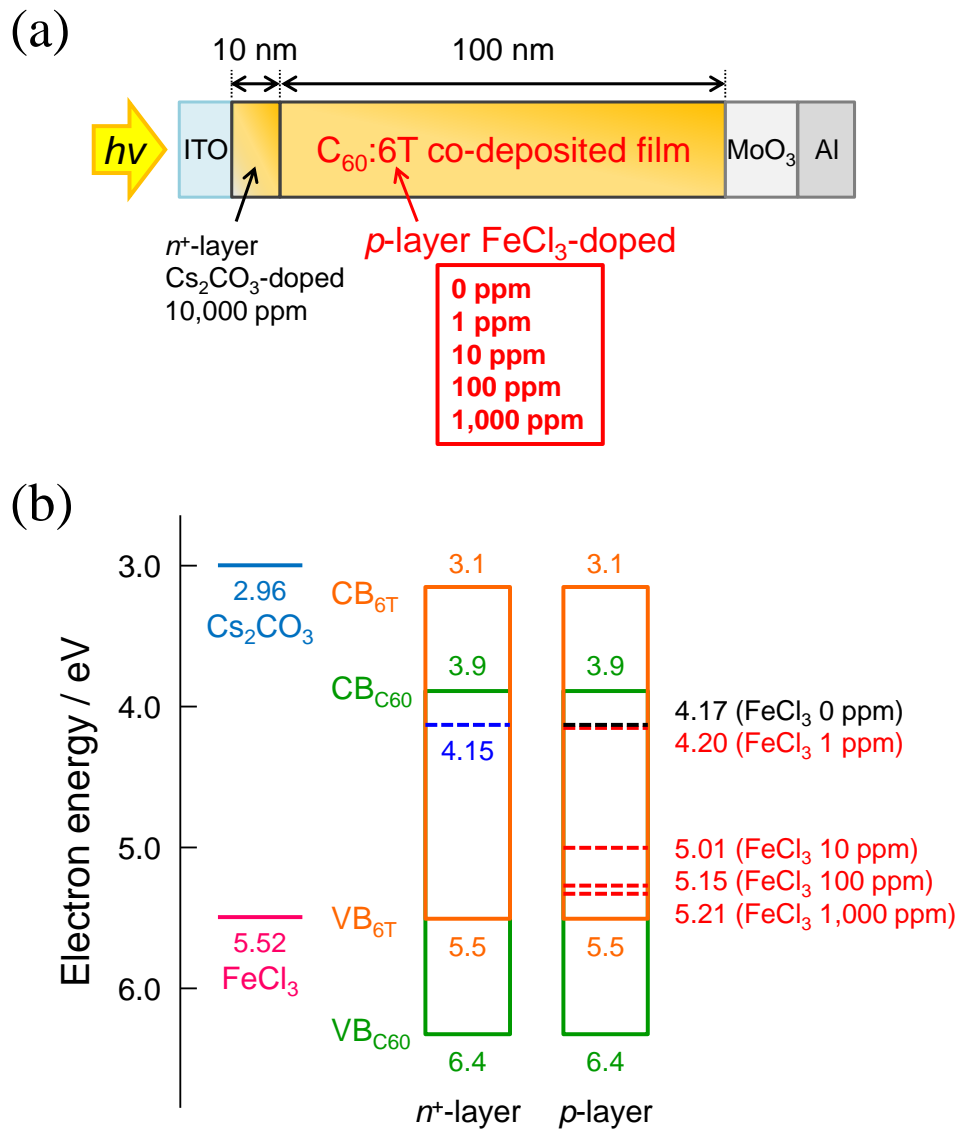 (a)
10 nm
100 nm
hν
ITO
C₆₀:6T co-deposited film
MoO₃
Al
n⁺-layer
Cs₂CO₃-doped
10,000 ppm
p-layer FeCl₃-doped
0 ppm
1 ppm
10 ppm
100 ppm
1,000 ppm
(b)
Electron energy / eV
3.0
4.0
5.0
6.0
2.96
Cs₂CO₃
5.52
FeCl₃
CB₆T
CB_C60
VB₆T
VB_C60
3.1
3.9
4.15
5.5
6.4
n⁺-layer
3.1
3.9
5.5
6.4
p-layer
4.17 (FeCl₃ 0 ppm)
4.20 (FeCl₃ 1 ppm)
5.01 (FeCl₃ 10 ppm)
5.15 (FeCl₃ 100 ppm)
5.21 (FeCl₃ 1,000 ppm)